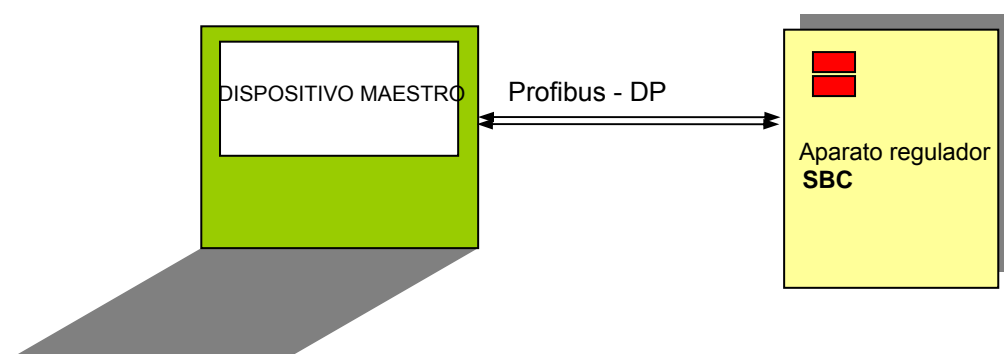 DISPOSITIVO MAESTRO
Profibus - DP
Aparato regulador
SBC